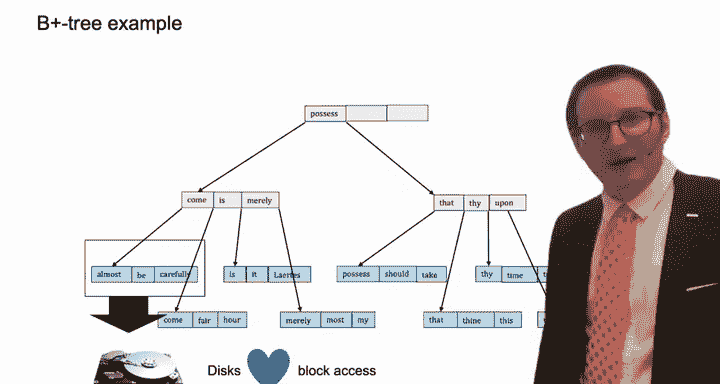 B+-tree example
possess
come is merely
that thy upon
almost be carefully
is it Laertes
possess should take
thy time
come fair hour
merely most my
that thine this
Disks block access